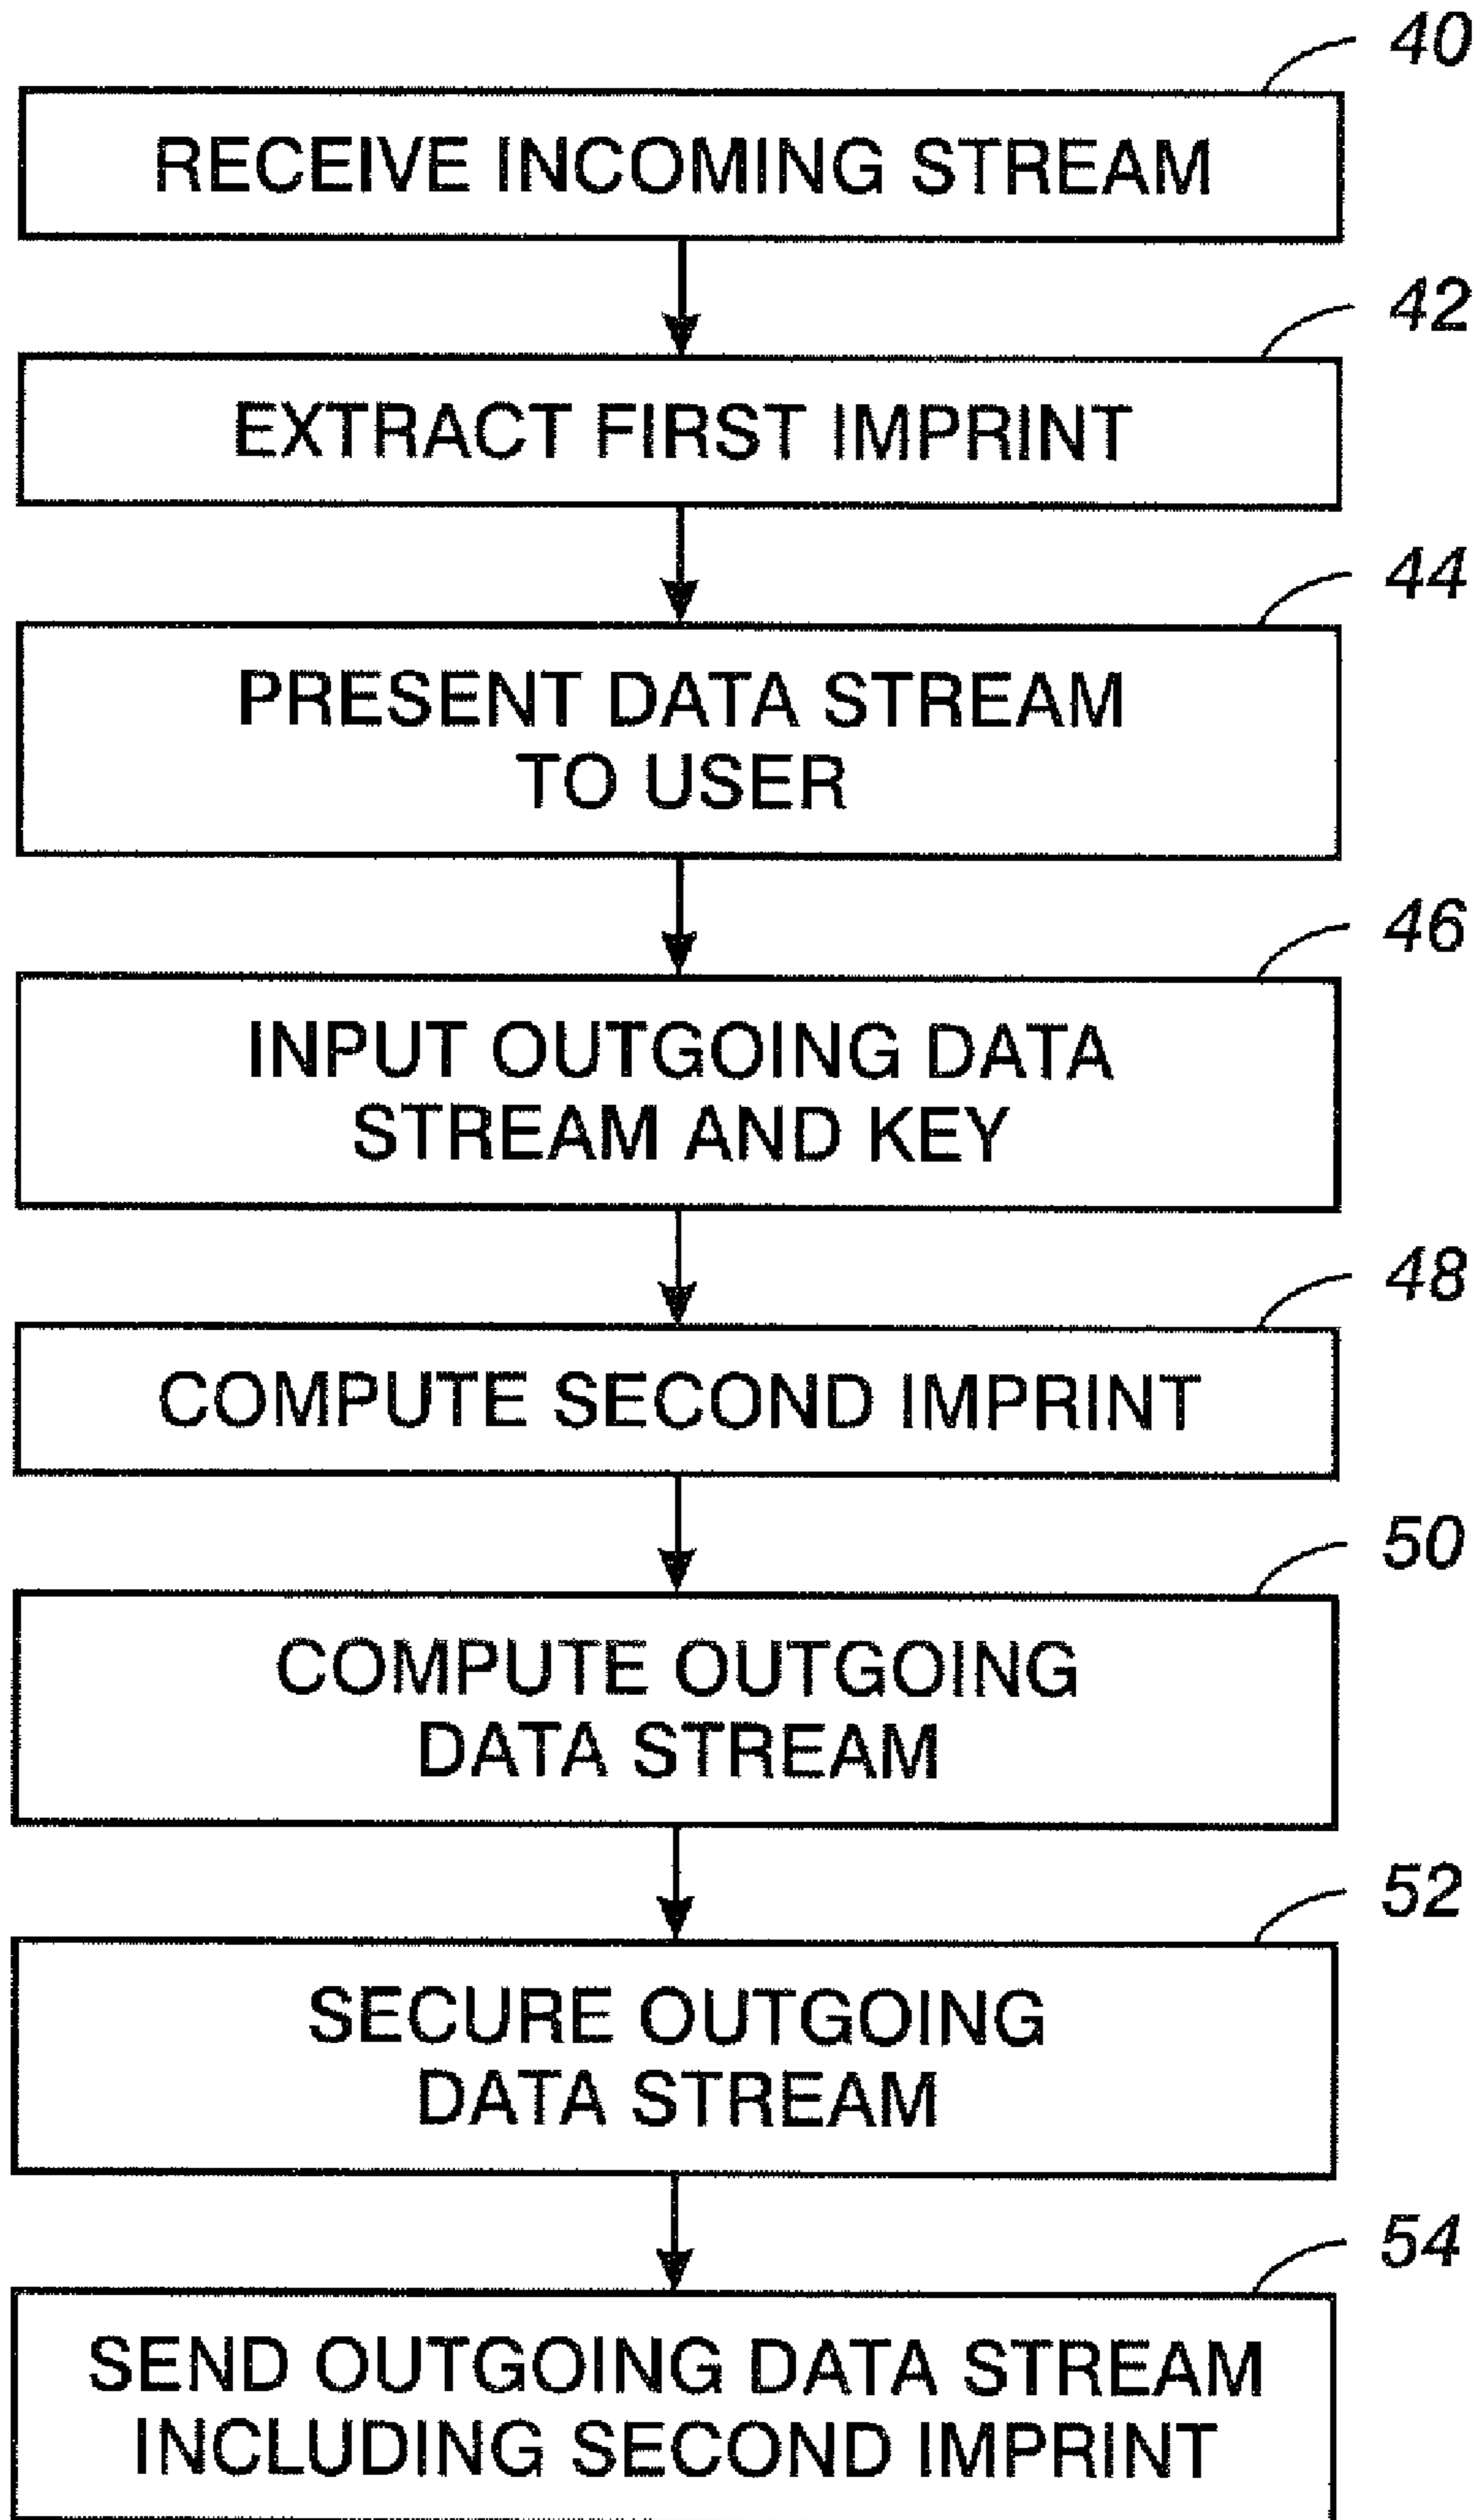 40
RECEIVE INCOMING STREAM
42
EXTRACT FIRST IMPRINT
44
PRESENT DATA STREAM
TO USER
46
INPUT OUTGOING DATA
STREAM AND KEY
48
COMPUTE SECOND IMPRINT
50
COMPUTE OUTGOING
DATA STREAM
52
SECURE OUTGOING
DATA STREAM
54
SEND OUTGOING DATA STREAM
INCLUDING SECOND IMPRINT